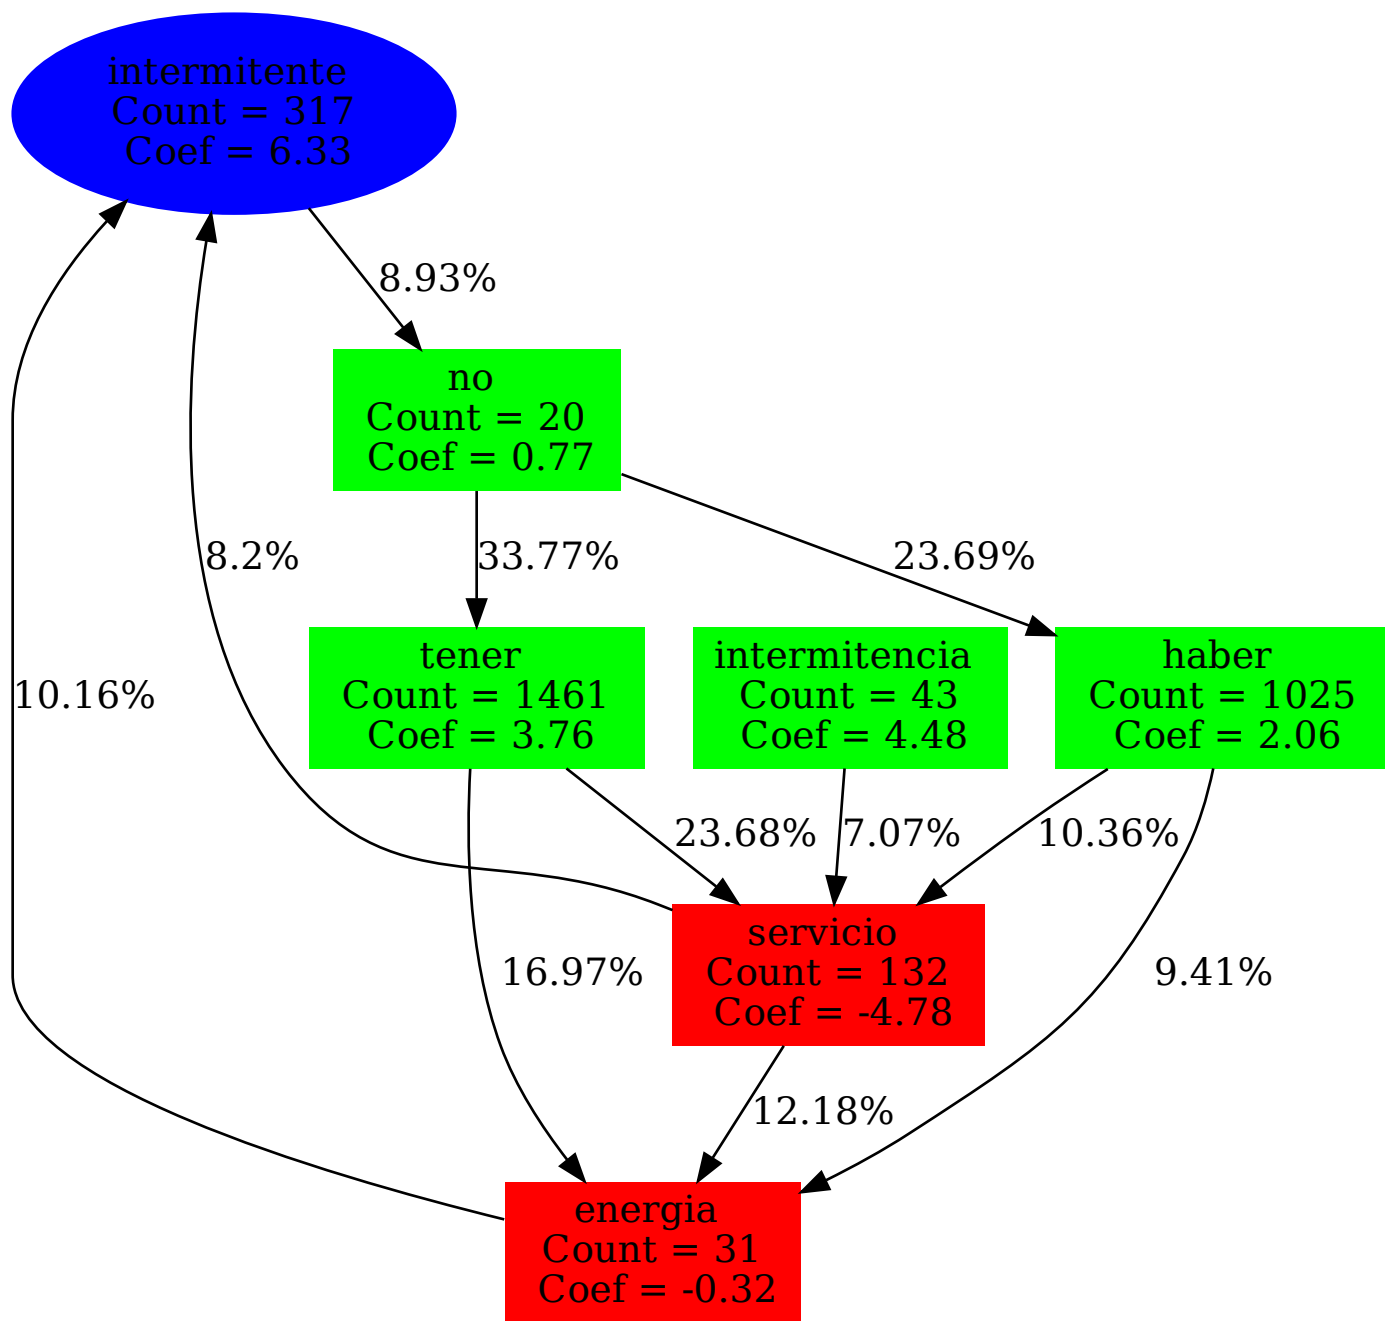 intermitente
Count = 317
Coef = 6.33
8.93%
no
Count = 20
Coef = 0.77
8.2%
33.77%
23.69%
tener
Count = 1461
Coef = 3.76
intermitencia
Count = 43
Coef = 4.48
haber
Count = 1025
Coef = 2.06
10.16%
23.68%
7.07%
10.36%
servicio
Count = 132
Coef = -4.78
16.97%
9.41%
12.18%
energia
Count = 31
Coef = -0.32